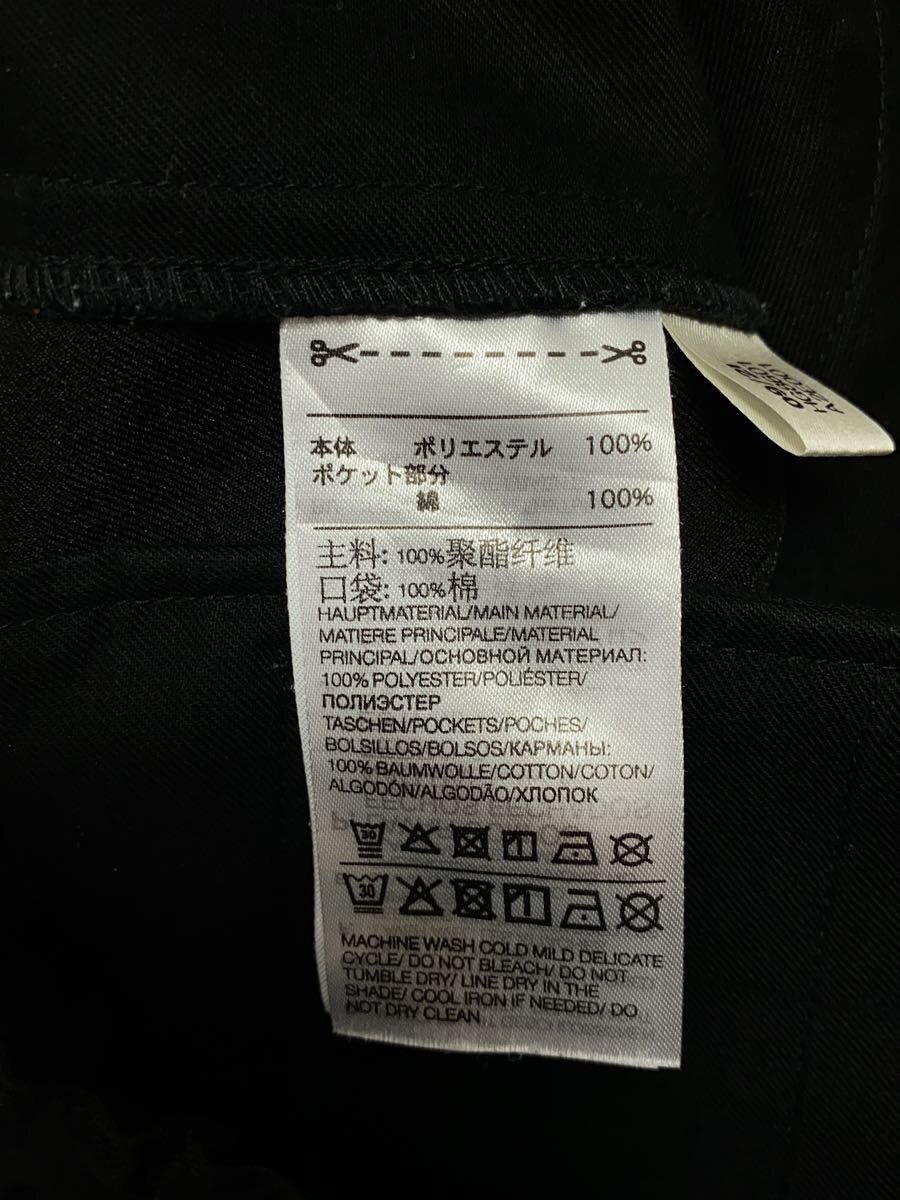 本体 ポリエステル 100%
ポケット部分
綿 100%
主料: 100%聚酯纤维
口袋: 100%棉
HAUPTMATERIAL/MAIN MATERIAL/
MATIERE PRINCIPALE/MATERIAL
PRINCIPAL/ОСНОВНОЙ МАТЕРИАЛ:
100% POLYESTER/POLIÉSTER/
ПОЛИЭСТЕР
TASCHEN/POCKETS/POCHES/
BOLSILLOS/BOLSOS/КАРМАНЫ:
100% BAUMWOLLE/COTTON/COTON/
ALGODÓN/ALGODÃO/ХЛОПОК
30
30
MACHINE WASH COLD MILD DELICATE
CYCLE/ DO NOT BLEACH/ DO NOT
TUMBLE DRY/ LINE DRY IN THE
SHADE/ COOL IRON IF NEEDED/ DO
NOT DRY CLEAN